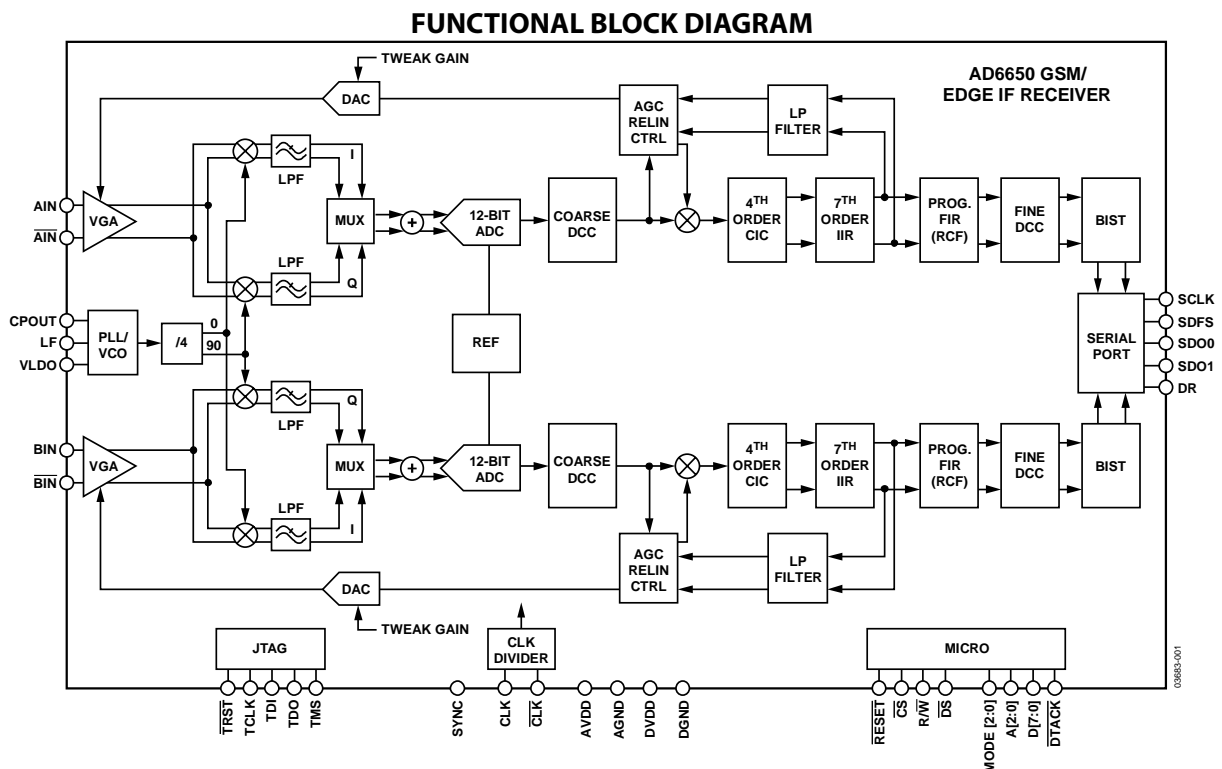 FUNCTIONAL BLOCK DIAGRAM
TWEAK GAIN
AD6650 GSM/
EDGE IF RECEIVER
DAC
AGC
RELIN
CTRL
LP
FILTER
I
LPF
AIN
AIN
VGA
MUX
+
12-BIT
ADC
COARSE
DCC
4TH
ORDER
CIC
7TH
ORDER
IIR
PROG.
FIR
(RCF)
FINE
DCC
BIST
LPF
Q
CPOUT
LF
VLDO
PLL/
VCO
/4
0
90
REF
SERIAL
PORT
SCLK
SDFS
SDO0
SDO1
DR
Q
LPF
BIN
BIN
VGA
MUX
+
12-BIT
ADC
COARSE
DCC
4TH
ORDER
CIC
7TH
ORDER
IIR
PROG.
FIR
(RCF)
FINE
DCC
BIST
LPF
I
AGC
RELIN
CTRL
LP
FILTER
DAC
TWEAK GAIN
JTAG
CLK
DIVIDER
MICRO
TRST
TCLK
TDI
TDO
TMS
SYNC
CLK
CLK
AVDD
AGND
DVDD
DGND
RESET
CS
R/W
DS
MODE [2:0]
A[2:0]
D[7:0]
DTACK
03683-001